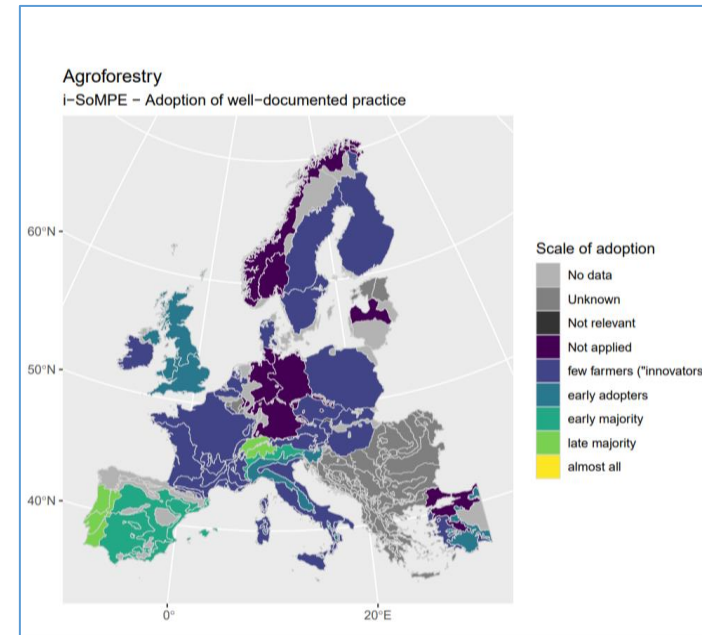 Agroforestry
i−SoMPE − Adoption of well−documented practice
60°N
50°N
40°N
0°
20°E
Scale of adoption
No data
Unknown
Not relevant
Not applied
few farmers ("innovators
early adopters
early majority
late majority
almost all